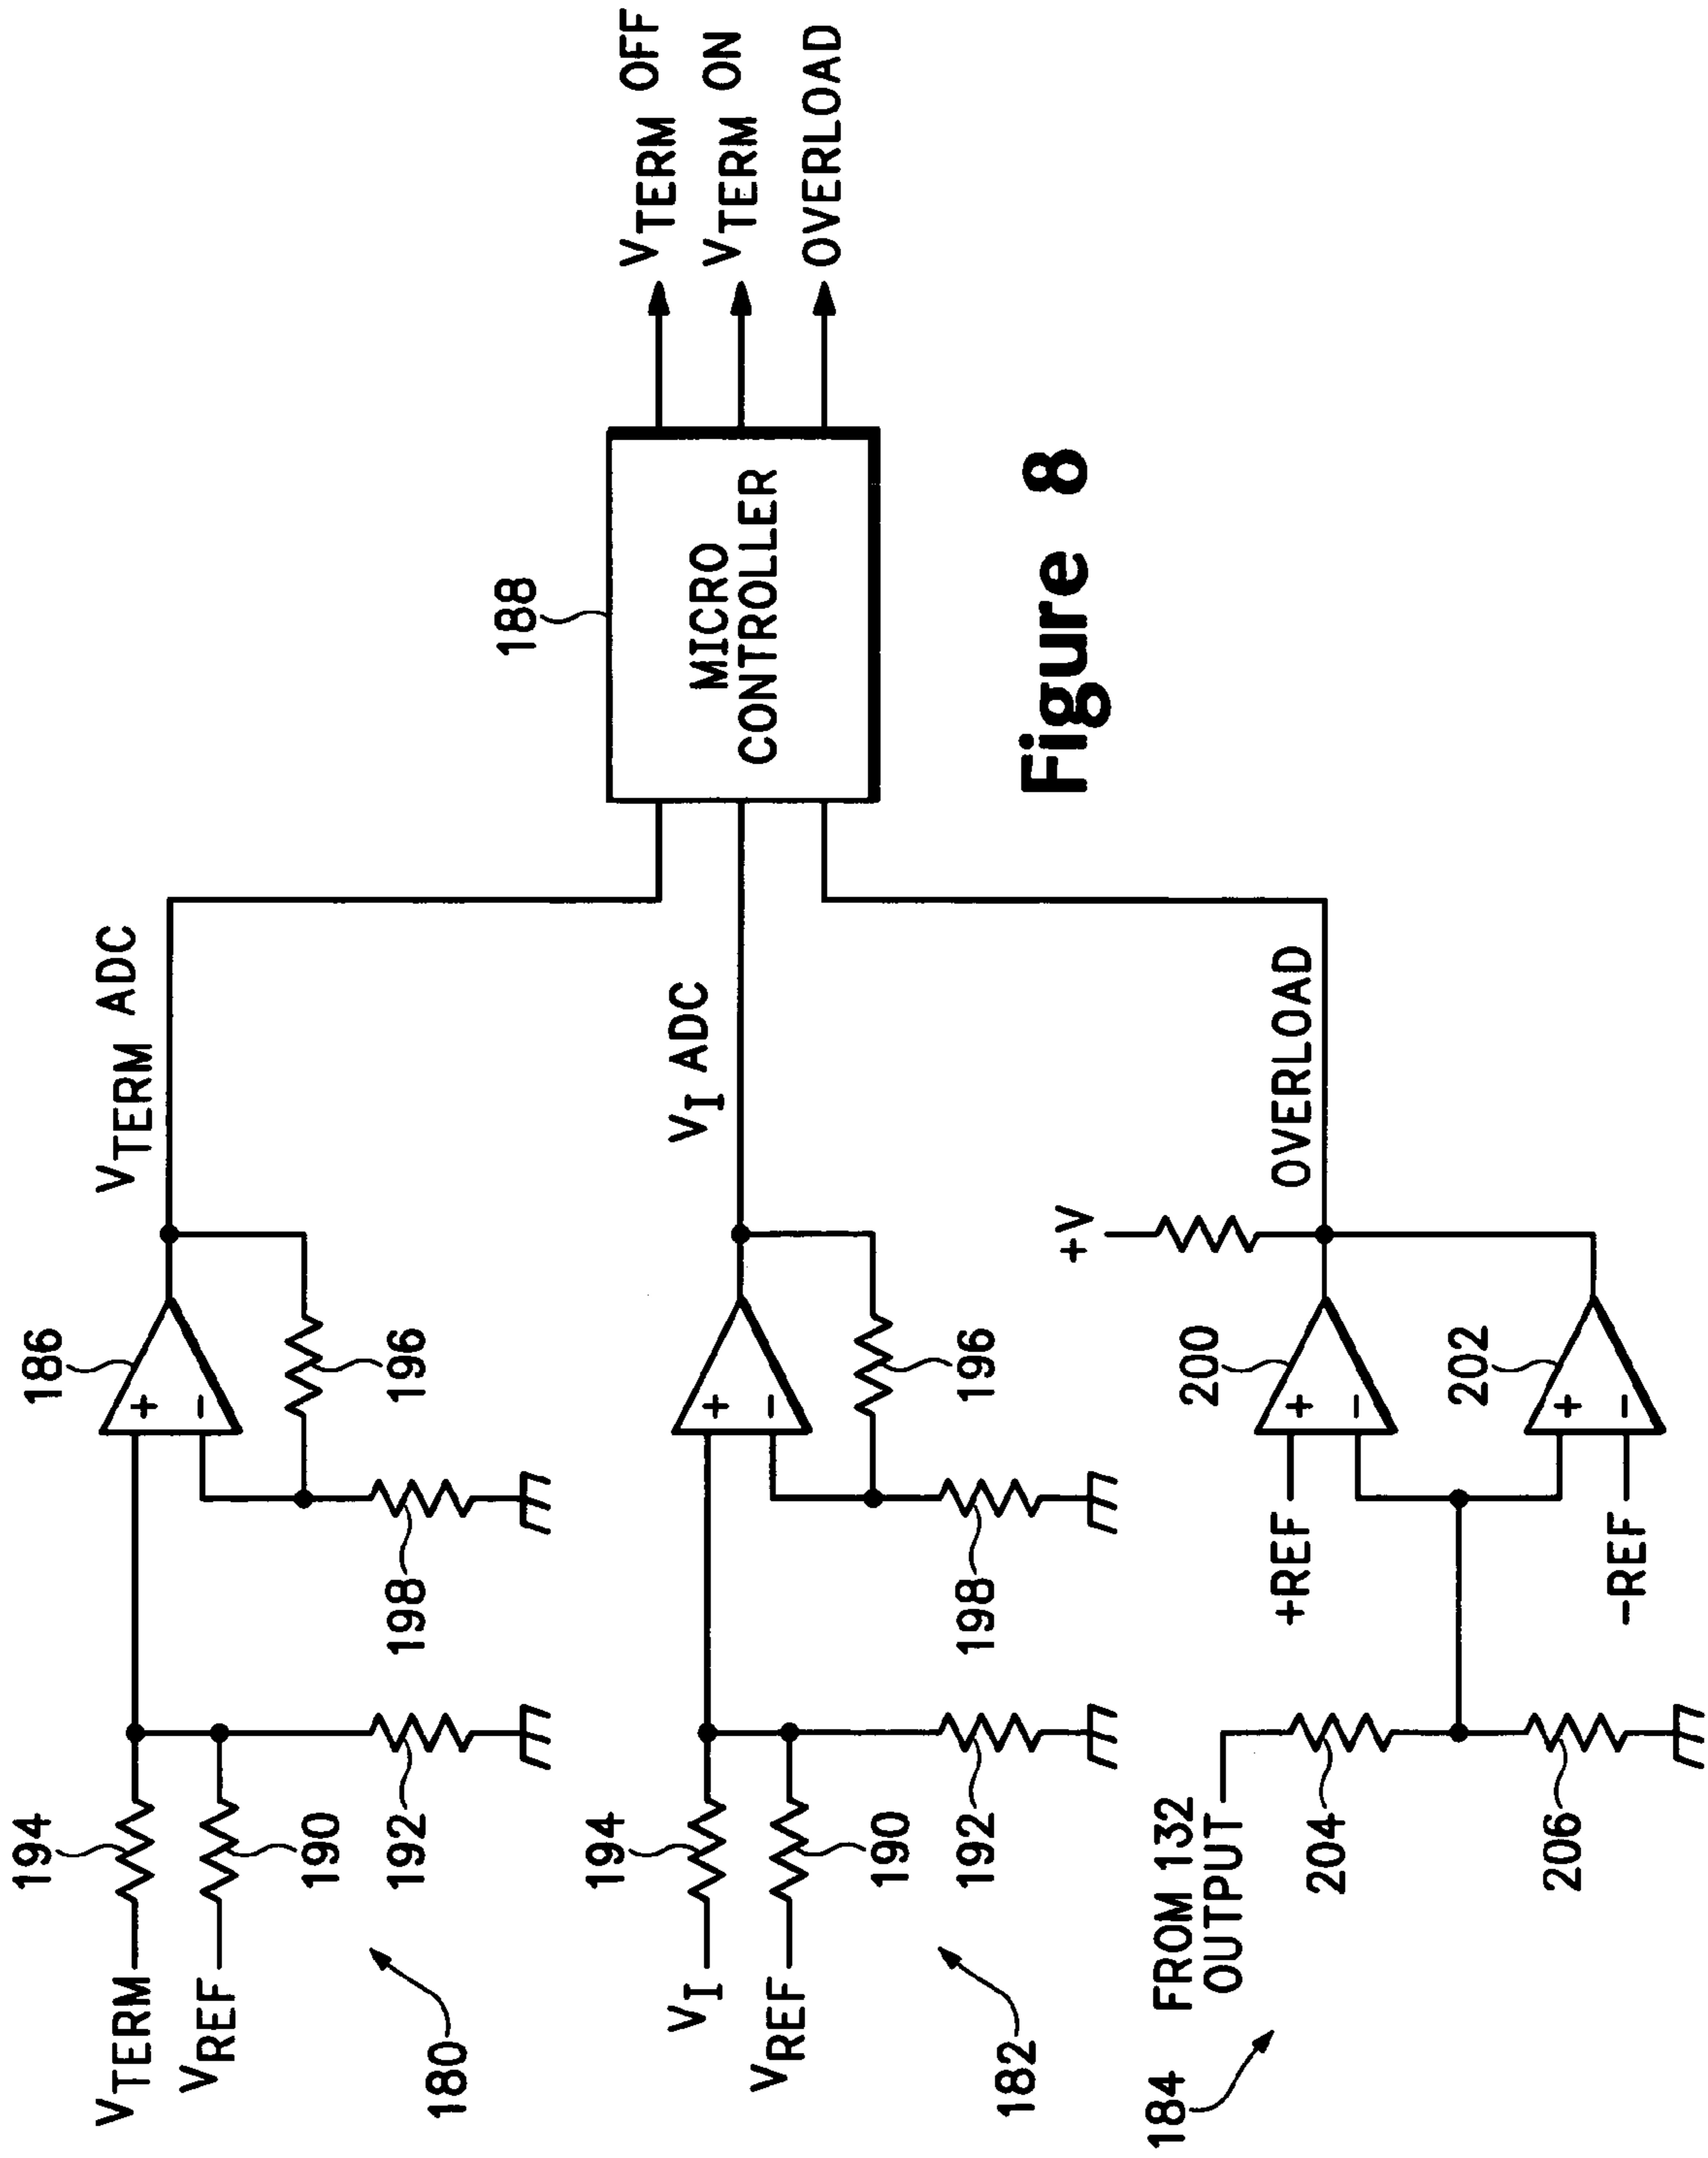 194
VTERM
VREF
190
192
180
186
+
−
196
198
VTERM ADC
194
VI
VREF
190
192
182
+
−
196
198
VI ADC
188
MICRO
CONTROLLER
VTERM OFF
VTERM ON
OVERLOAD
184
FROM 132
OUTPUT
204
206
+REF
-REF
200
+
−
202
+
−
+V
OVERLOAD
Figure 8